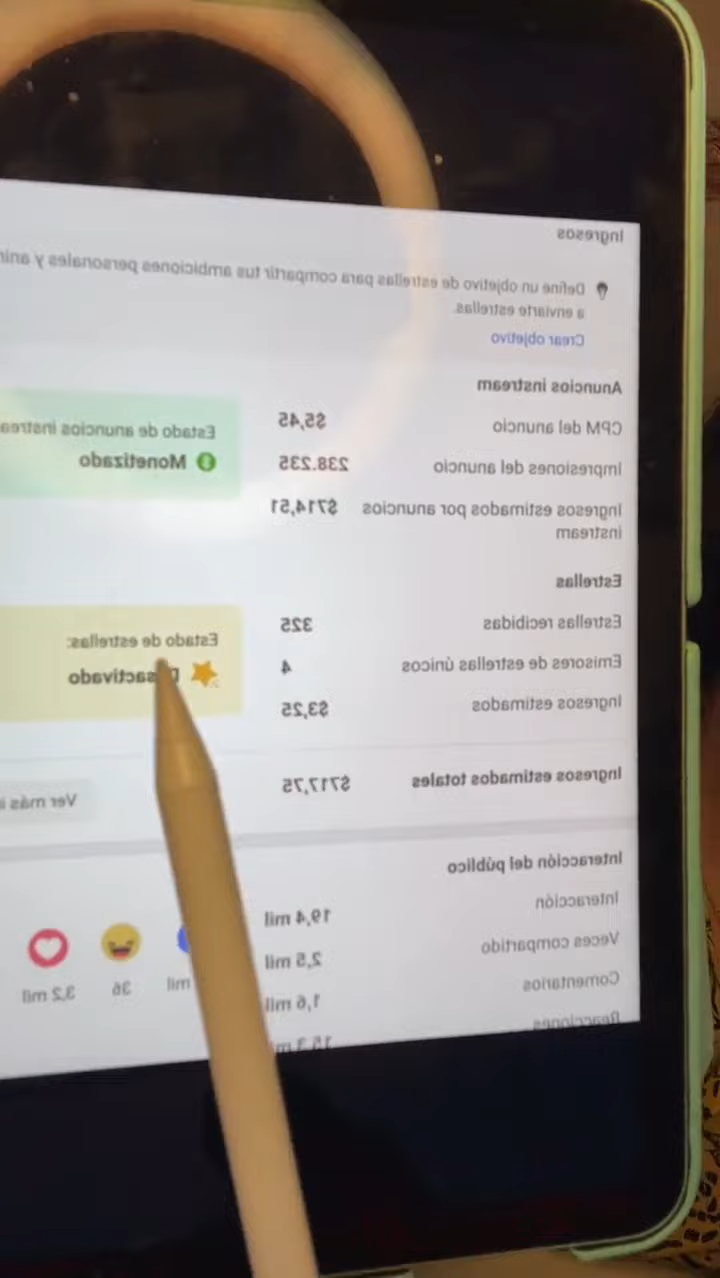 Ingresos
Define un objetivo de estrellas para compartir tus ambiciones personales y
a enviarte estrellas.
Crear objetivo
Anuncios instream
CPM del anuncio $5,45
Impresiones del anuncio 238.235
Ingresos estimados por anuncios $714,51
instream
Estado de anuncios
Monetizado
Estrellas
Estrellas recibidas 325
Emisores de estrellas únicos 4
Ingresos estimados $3,25
Estado de estrellas:
Ingresos estimados totales $717,75
Ver más
Interacción del público
Interacción 19,4 mil
Veces compartido 2,5 mil
Comentarios 1,6 mil
Reacciones
mil 36 3,2 mil